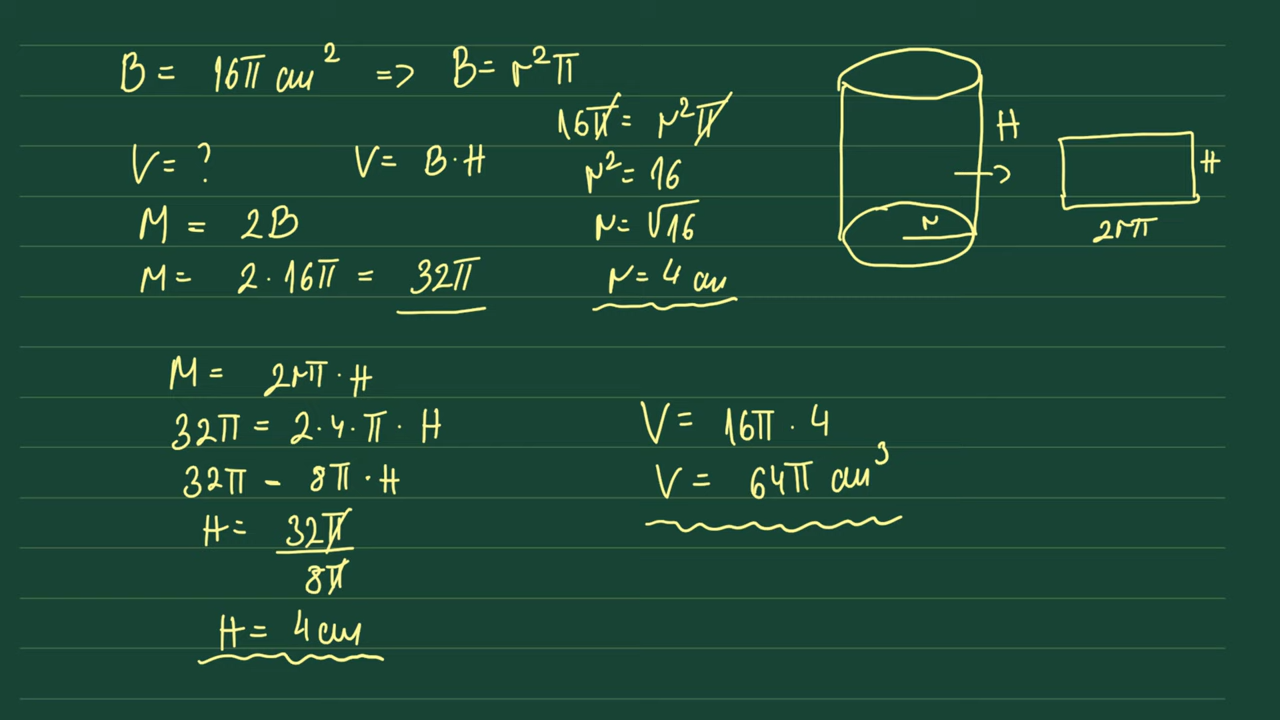 B = 16π cm² => B = r²π
16π = r²π
V = ?
V = B·H
r² = 16
M = 2B
r = √16
M = 2·16π = 32π
r = 4 cm
H
r
H
2rπ
M = 2rπ·H
32π = 2·4·π·H
32π - 8π·H
H = 32π/8π
H = 4 cm
V = 16π·4
V = 64π cm³